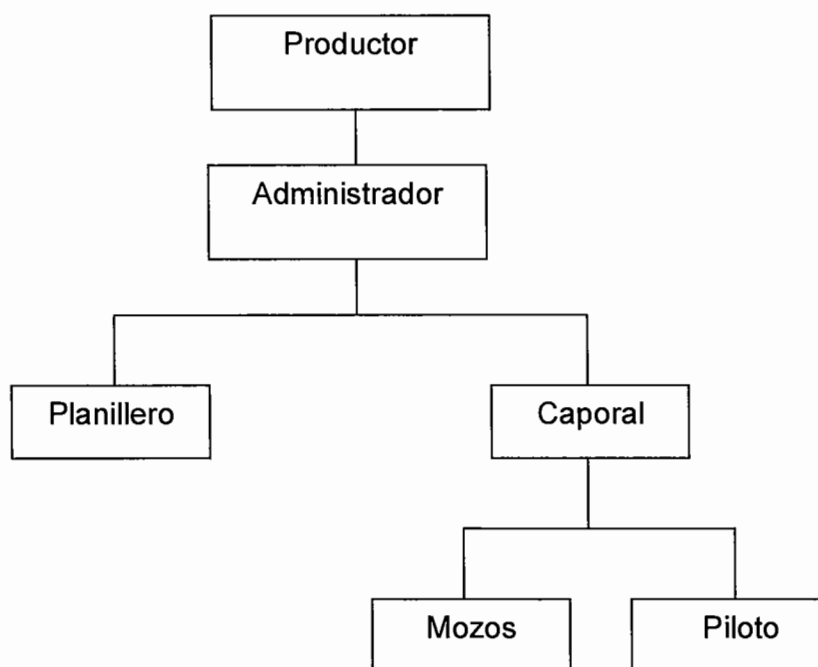 Productor
Administrador
Planillero
Caporal
Mozos
Piloto